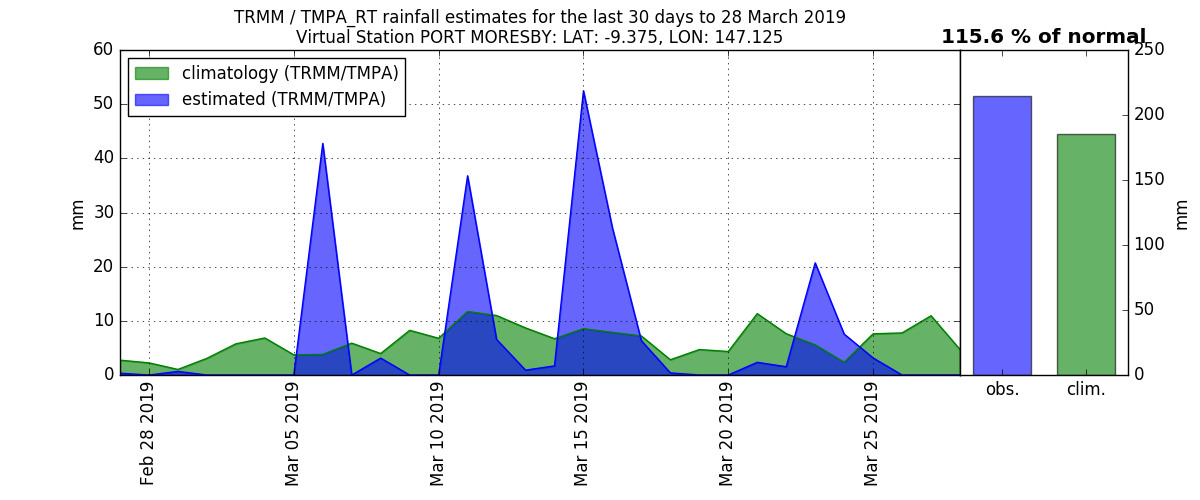 TRMM / TMPA_RT rainfall estimates for the last 30 days to 28 March 2019
Virtual Station PORT MORESBY: LAT: -9.375, LON: 147.125
115.6 % of normal
climatology (TRMM/TMPA)
estimated (TRMM/TMPA)
60
50
40
30
20
10
0
mm
Feb 28 2019
Mar 05 2019
Mar 10 2019
Mar 15 2019
Mar 20 2019
Mar 25 2019
250
200
150
100
50
0
mm
obs.
clim.